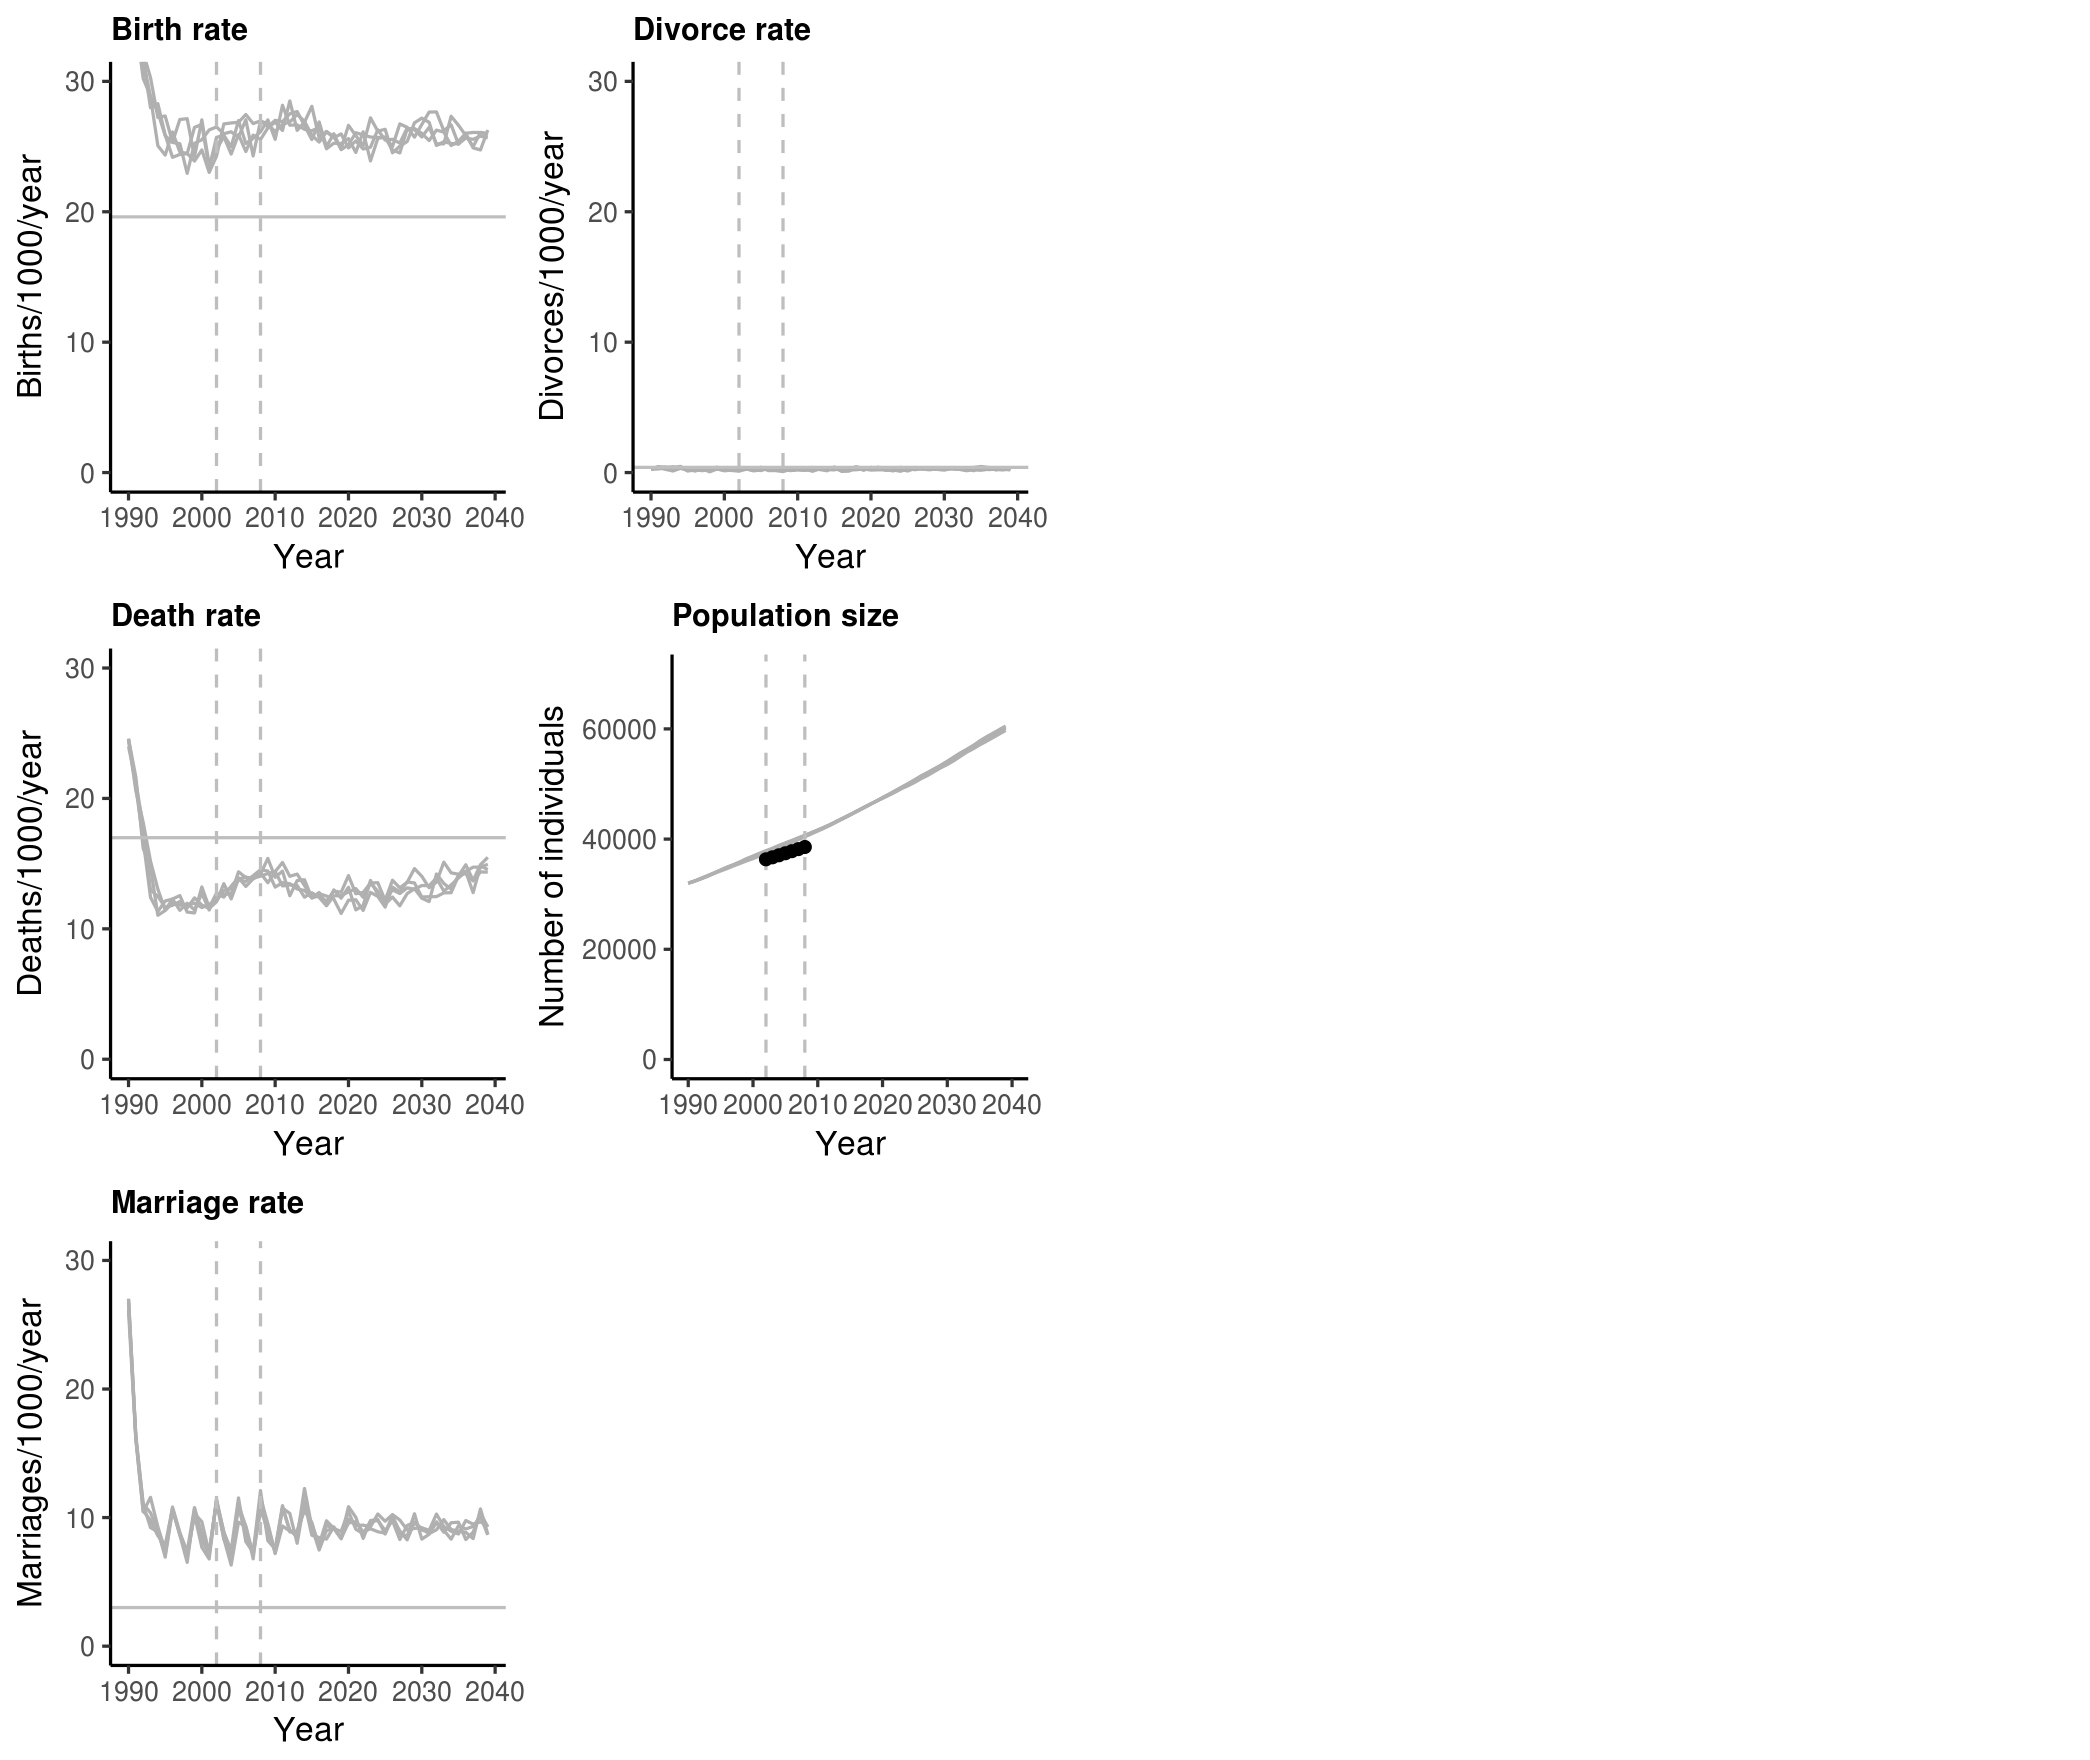 Birth rate
Births/1000/year
30
20
10
0
1990 2000 2010 2020 2030 2040
Year
Divorce rate
Divorces/1000/year
30
20
10
0
1990 2000 2010 2020 2030 2040
Year
Death rate
Deaths/1000/year
30
20
10
0
1990 2000 2010 2020 2030 2040
Year
Population size
Number of individuals
60000
40000
20000
0
1990 2000 2010 2020 2030 2040
Year
Marriage rate
Marriages/1000/year
30
20
10
0
1990 2000 2010 2020 2030 2040
Year